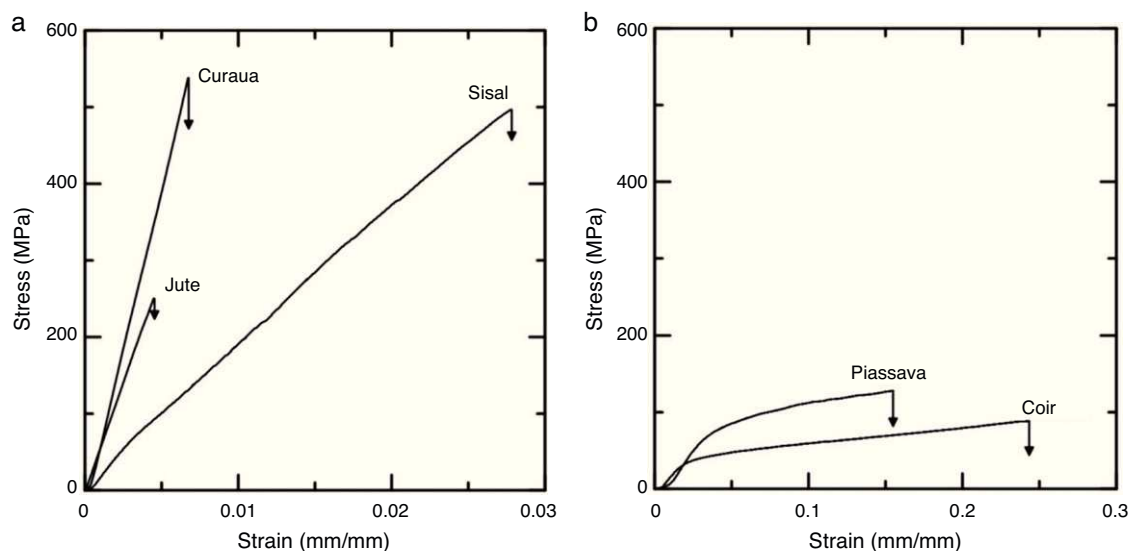 a
600
400
200
0
Stress (MPa)
Curaua
Sisal
Jute
0 0.01 0.02 0.03
Strain (mm/mm)
b
600
400
200
0
Stress (MPa)
Piassava
Coir
0 0.1 0.2 0.3
Strain (mm/mm)